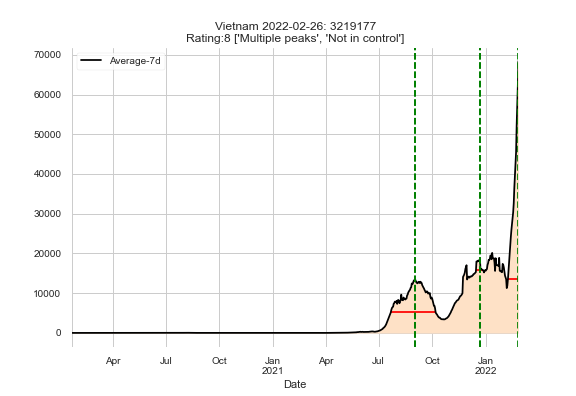 Vietnam 2022-02-26: 3219177
Rating:8 ['Multiple peaks', 'Not in control']
Average-7d
70000
60000
50000
40000
30000
20000
10000
0
Apr Jul Oct Jan Apr Jul Oct Jan
2021 2022
Date